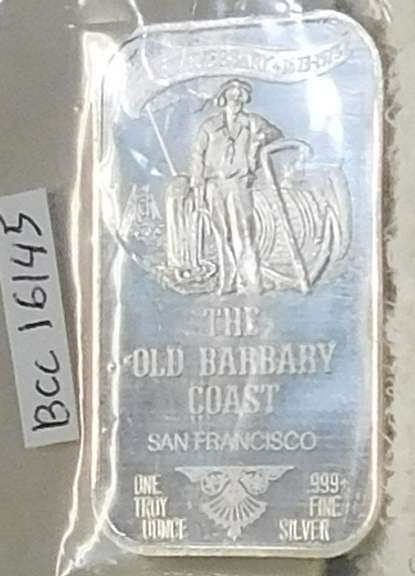 THE
OLD BARBARY
COAST
SAN FRANCISCO
ONE
TROY
OUNCE
999+
FINE
SILVER
BCC 16145